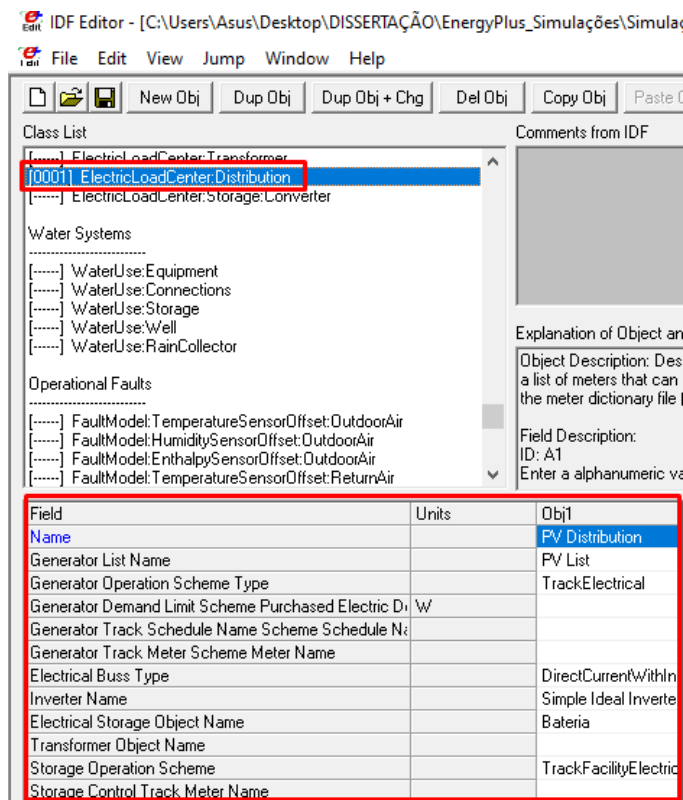 IDF Editor - [C:\Users\Asus\Desktop\DISSERTAÇÃO\EnergyPlus_Simulações\Simulaç
File Edit View Jump Window Help
New Obj Dup Obj Dup Obj + Chg Del Obj Copy Obj Paste O
Class List Comments from IDF
[------] ElectricLoadCenter:Transformer
[0001] ElectricLoadCenter:Distribution
[------] ElectricLoadCenter:Storage:Converter
Water Systems
--------------------------
[------] WaterUse:Equipment
[------] WaterUse:Connections
[------] WaterUse:Storage
[------] WaterUse:Well
[------] WaterUse:RainCollector
Operational Faults
--------------------------
[------] FaultModel:TemperatureSensorOffset:OutdoorAir
[------] FaultModel:HumiditySensorOffset:OutdoorAir
[------] FaultModel:EnthalpySensorOffset:OutdoorAir
[------] FaultModel:TemperatureSensorOffset:ReturnAir
Explanation of Object an
Object Description: Des
a list of meters that can
the meter dictionary file
Field Description:
ID: A1
Enter a alphanumeric va
Field Units Obj1
Name PV Distribution
Generator List Name PV List
Generator Operation Scheme Type TrackElectrical
Generator Demand Limit Scheme Purchased Electric D W
Generator Track Schedule Name Scheme Schedule Na
Generator Track Meter Scheme Meter Name
Electrical Buss Type DirectCurrentWithIn
Inverter Name Simple Ideal Inverte
Electrical Storage Object Name Bateria
Transformer Object Name
Storage Operation Scheme TrackFacilityElectric
Storage Control Track Meter Name